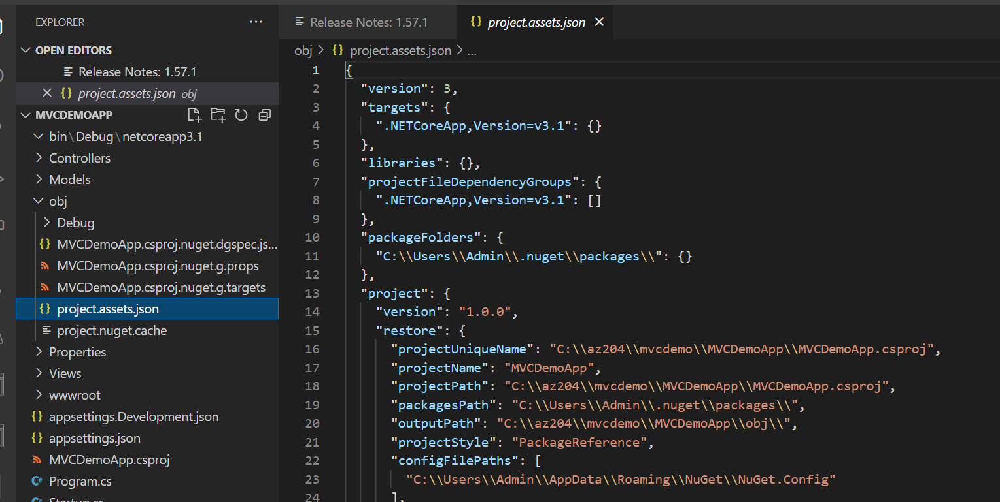 EXPLORER
OPEN EDITORS
Release Notes: 1.57.1
project.assets.json obj
MVCDEMOAPP
bin\Debug\netcoreapp3.1
Controllers
Models
obj
Debug
MVCDemoApp.csproj.nuget.dgspec.js...
MVCDemoApp.csproj.nuget.g.props
MVCDemoApp.csproj.nuget.g.targets
project.assets.json
project.nuget.cache
Properties
Views
wwwroot
appsettings.Development.json
appsettings.json
MVCDemoApp.csproj
Program.cs
Startup.cs
Release Notes: 1.57.1
project.assets.json
obj > {} project.assets.json > ...
1 {
2 "version": 3,
3 "targets": {
4 ".NETCoreApp,Version=v3.1": {}
5 },
6 "libraries": {},
7 "projectFileDependencyGroups": {
8 ".NETCoreApp,Version=v3.1": []
9 },
10 "packageFolders": {
11 "C:\\Users\\Admin\\.nuget\\packages\\": {}
12 },
13 "project": {
14 "version": "1.0.0",
15 "restore": {
16 "projectUniqueName": "C:\\az204\\mvcdemo\\MVCDemoApp\\MVCDemoApp.csproj",
17 "projectName": "MVCDemoApp",
18 "projectPath": "C:\\az204\\mvcdemo\\MVCDemoApp\\MVCDemoApp.csproj",
19 "packagesPath": "C:\\Users\\Admin\\.nuget\\packages\\",
20 "outputPath": "C:\\az204\\mvcdemo\\MVCDemoApp\\obj\\",
21 "projectStyle": "PackageReference",
22 "configFilePaths": [
23 "C:\\Users\\Admin\\AppData\\Roaming\\NuGet\\NuGet.Config"
24 ],